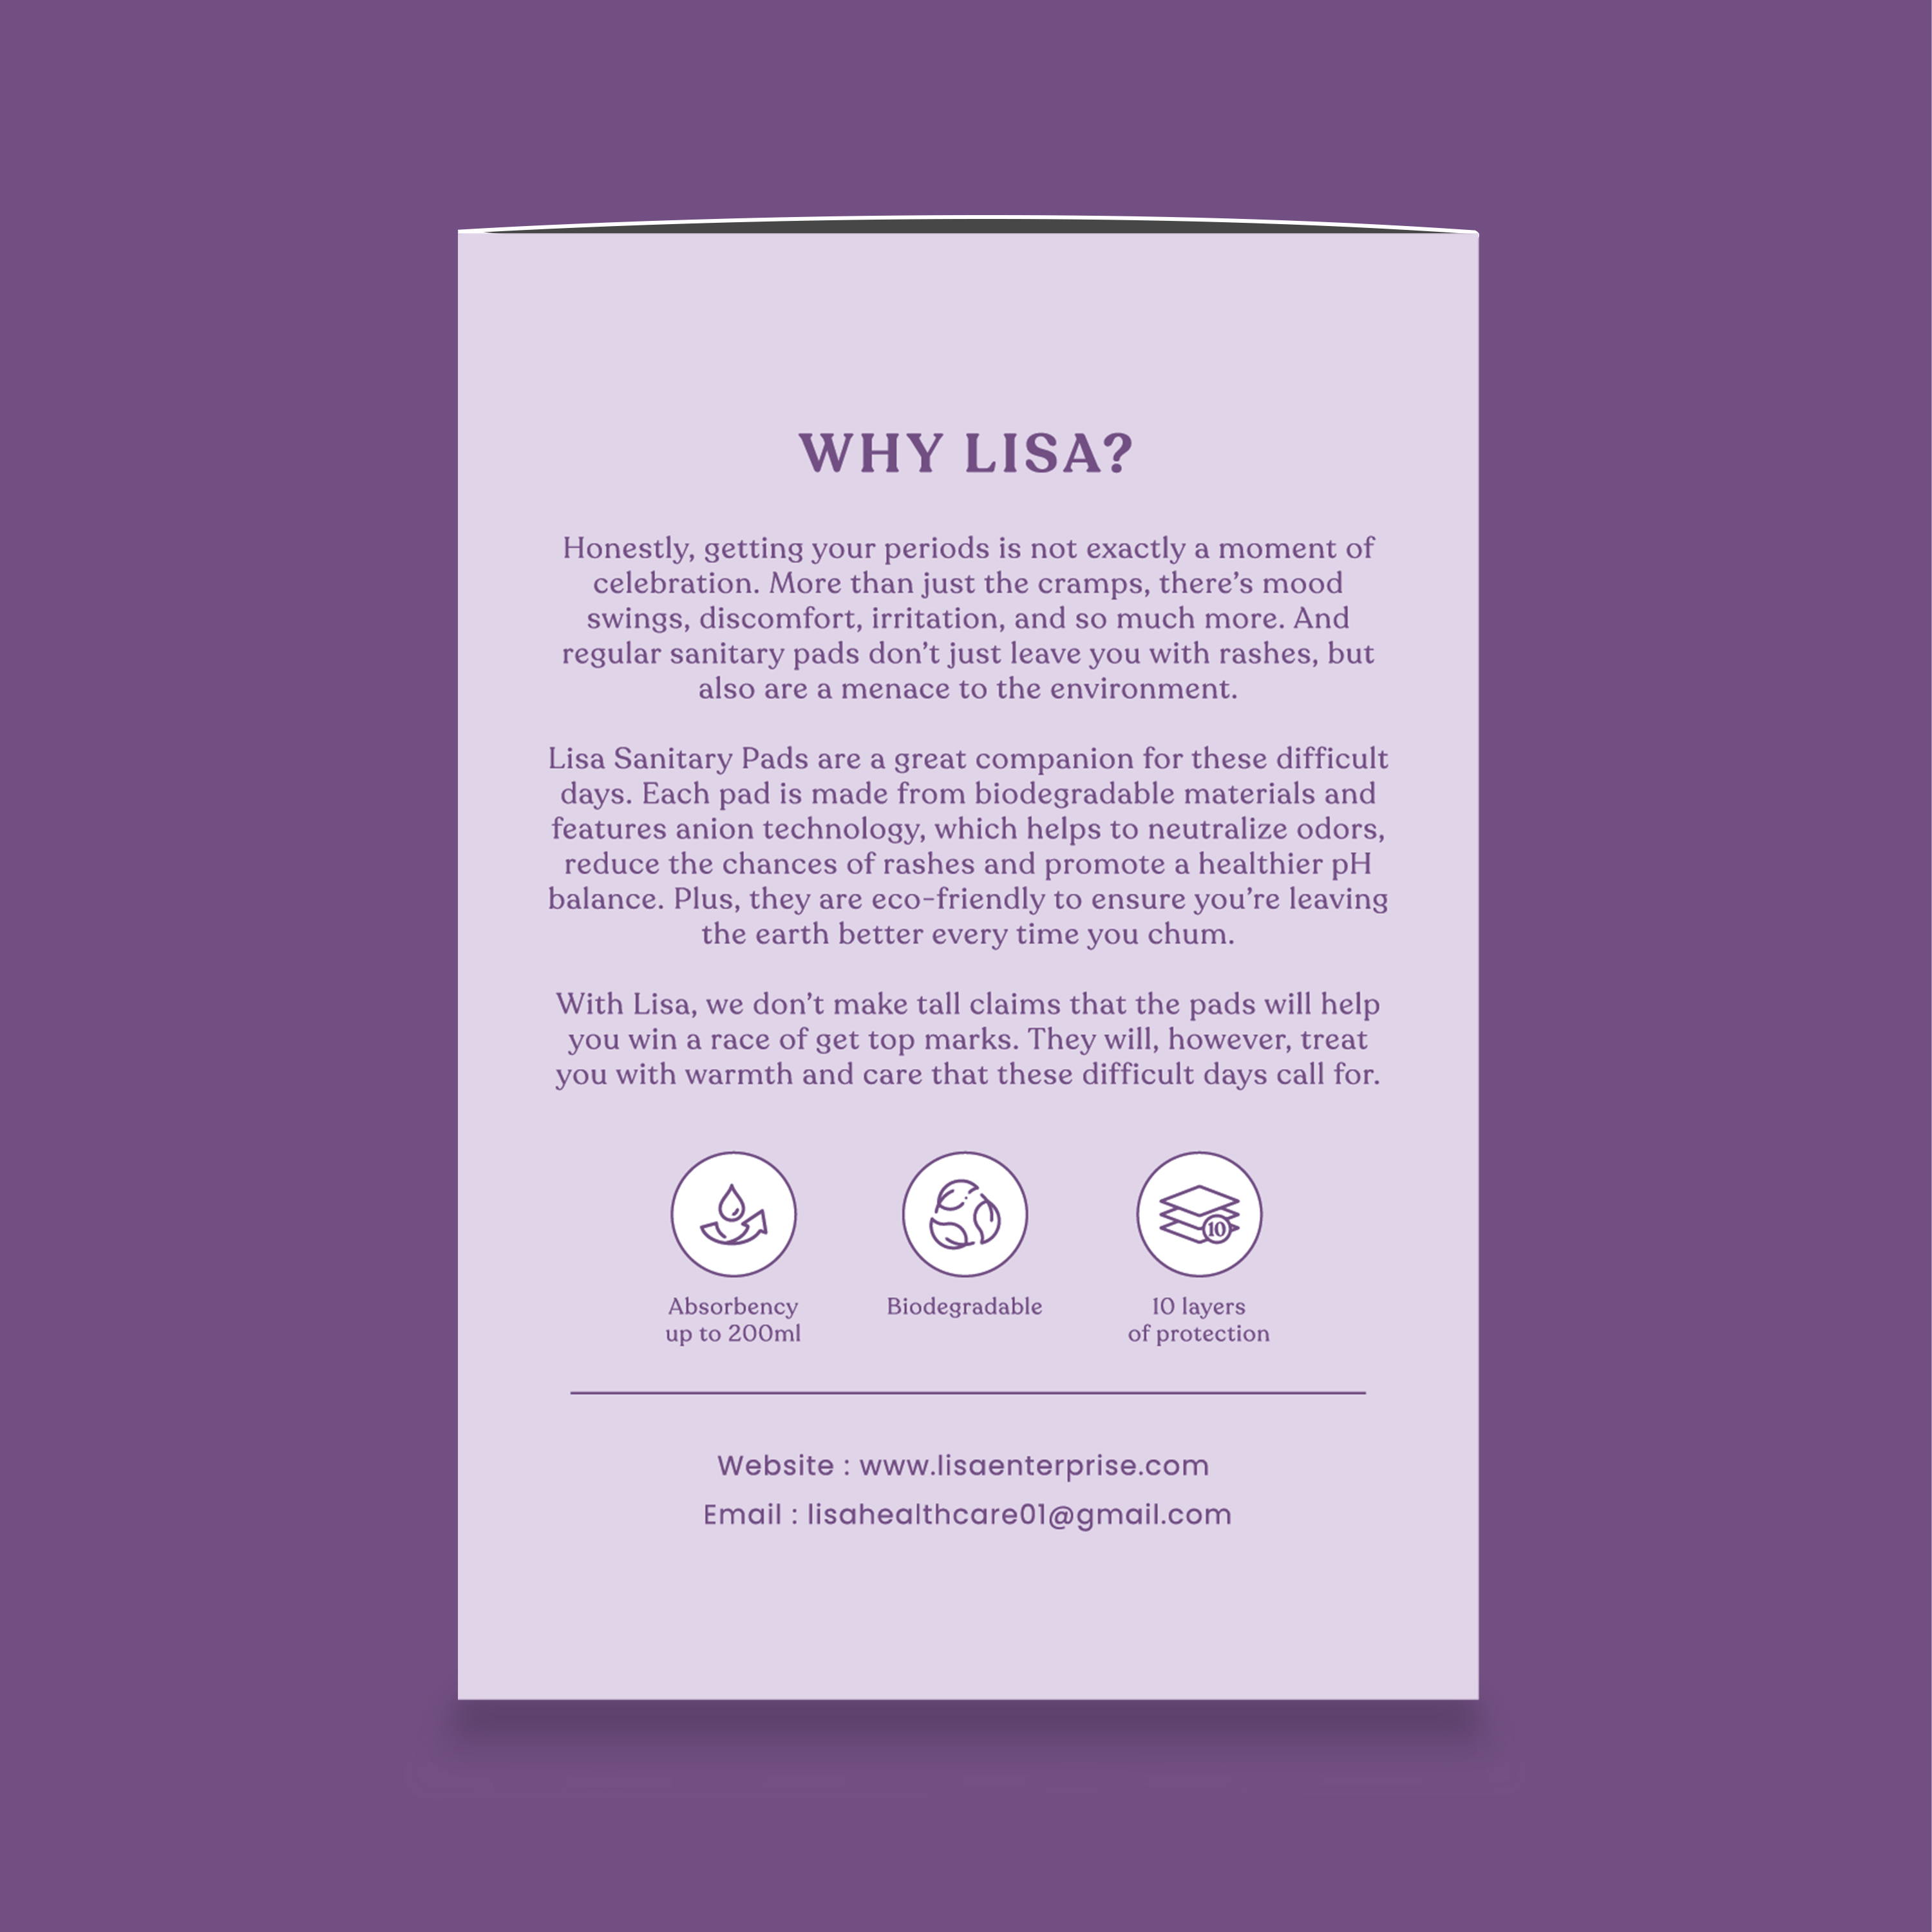 WHY LISA?
Honestly, getting your periods is not exactly a moment of
celebration. More than just the cramps, there’s mood
swings, discomfort, irritation, and so much more. And
regular sanitary pads don’t just leave you with rashes, but
also are a menace to the environment.
Lisa Sanitary Pads are a great companion for these difficult
days. Each pad is made from biodegradable materials and
features anion technology, which helps to neutralize odors,
reduce the chances of rashes and promote a healthier pH
balance. Plus, they are eco-friendly to ensure you’re leaving
the earth better every time you chum.
With Lisa, we don’t make tall claims that the pads will help
you win a race of get top marks. They will, however, treat
you with warmth and care that these difficult days call for.
10
Absorbency
up to 200ml
Biodegradable
10 layers
of protection
Website : www.lisaenterprise.com
Email : lisahealthcare01@gmail.com